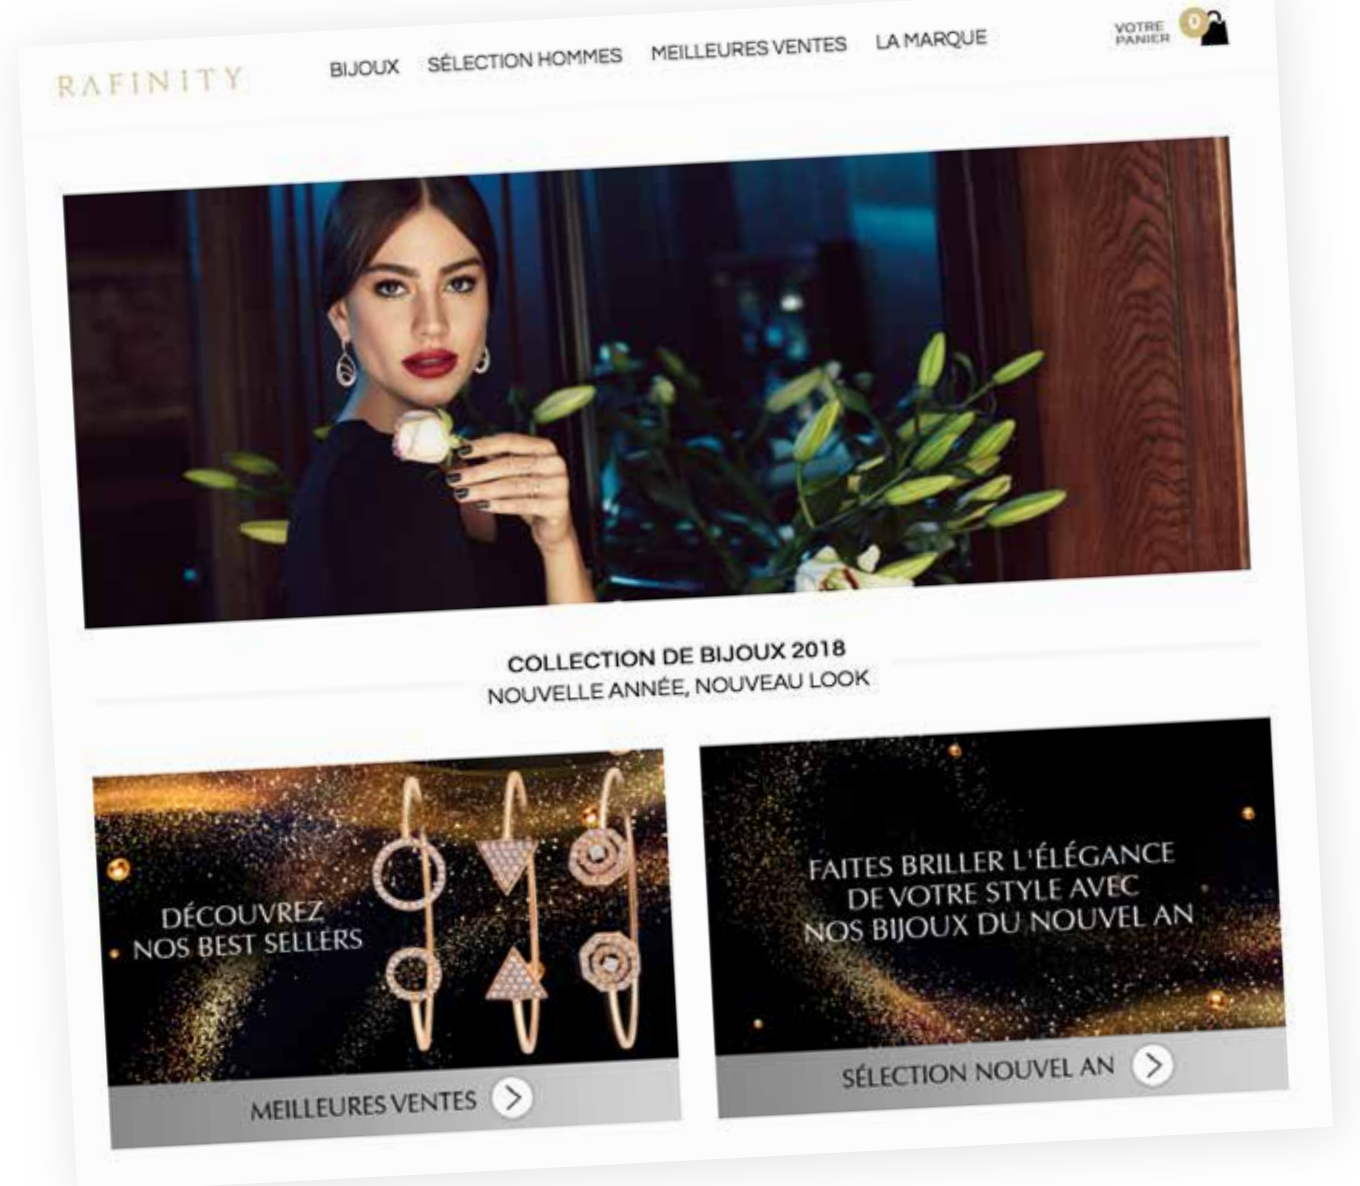 RAFINITY
BIJOUX
SÉLECTION HOMMES
MEILLEURES VENTES
LA MARQUE
VOTRE
PANIER
0
COLLECTION DE BIJOUX 2018
NOUVELLE ANNÉE, NOUVEAU LOOK
DÉCOUVREZ
NOS BEST SELLERS
MEILLEURES VENTES
FAITES BRILLER L'ÉLÉGANCE
DE VOTRE STYLE AVEC
NOS BIJOUX DU NOUVEL AN
SÉLECTION NOUVEL AN